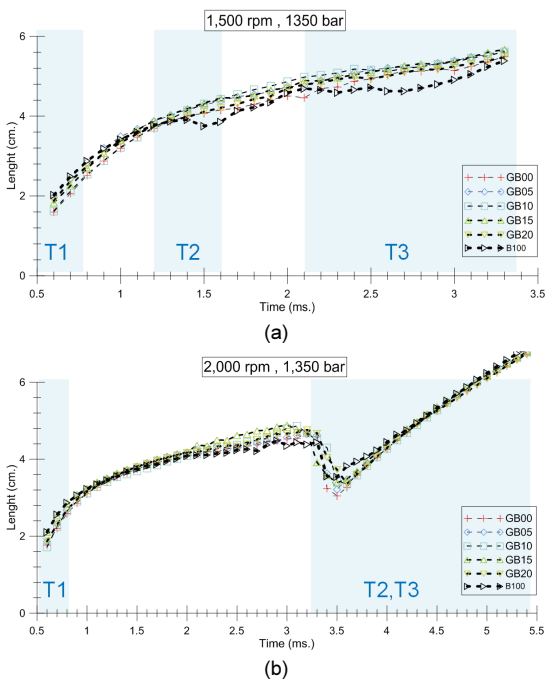 1,500 rpm , 1350 bar
6
4
2
0
Lenght (cm.)
GB00
GB05
GB10
GB15
GB20
B100
T1
T2
T3
0.5 1 1.5 2 2.5 3 3.5
Time (ms.)
(a)
2,000 rpm , 1,350 bar
6
4
2
0
Lenght (cm.)
GB00
GB05
GB10
GB15
GB20
B100
T1
T2,T3
0.5 1 1.5 2 2.5 3 3.5 4 4.5 5 5.5
Time (ms.)
(b)